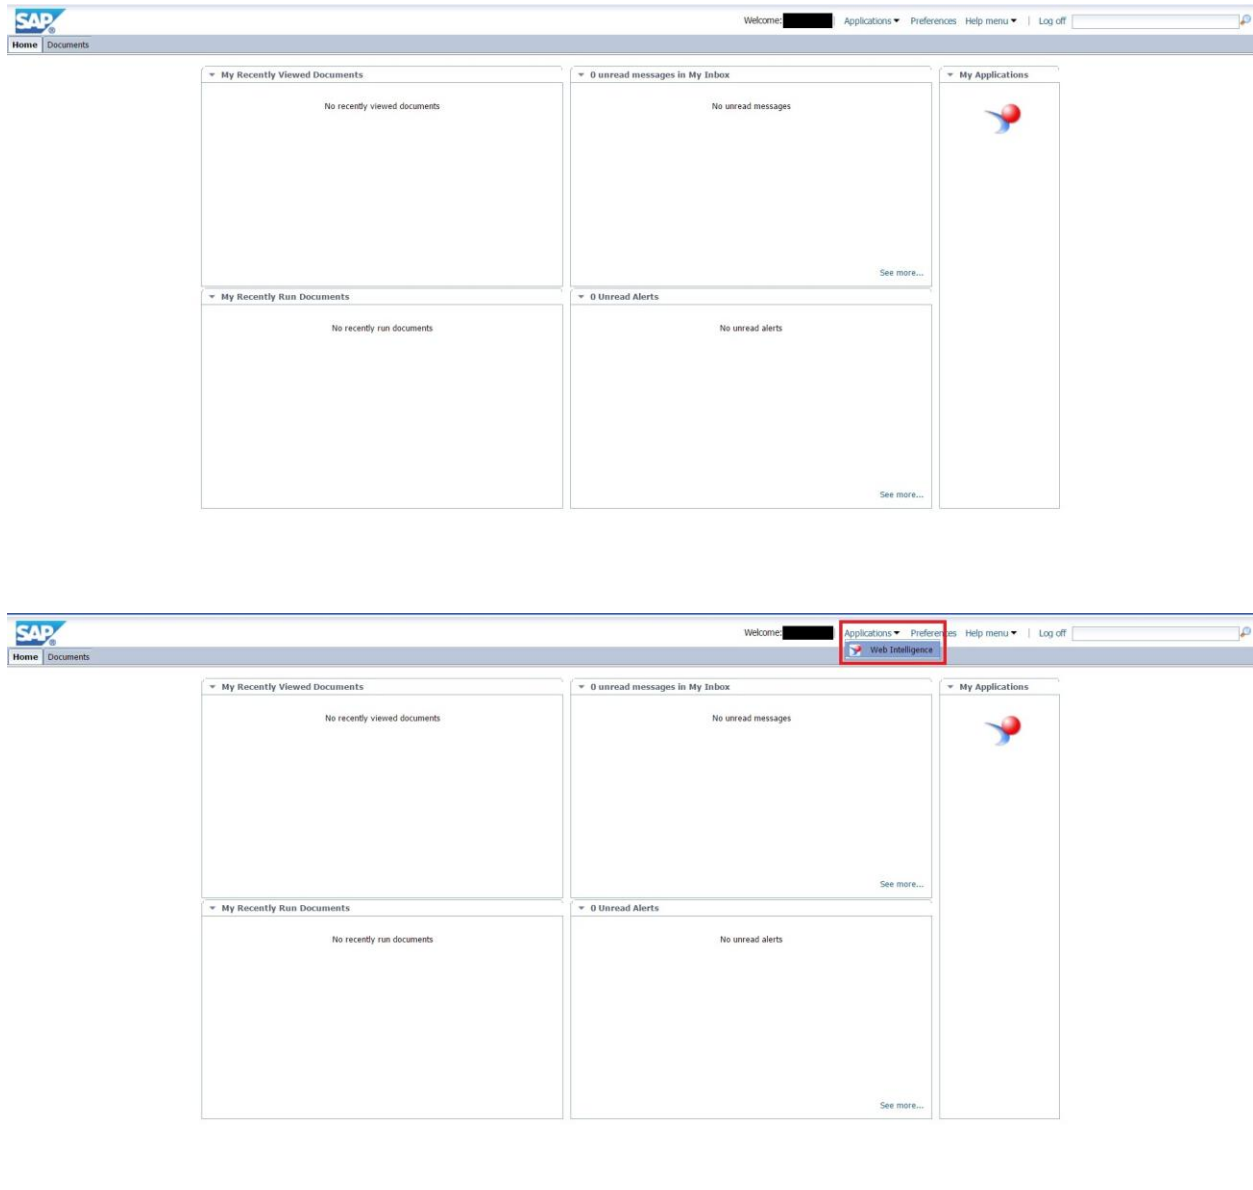 SAP®
Welcome: Applications Preferences Help menu | Log off
Home Documents
My Recently Viewed Documents
0 unread messages in My Inbox
My Applications
No recently viewed documents
No unread messages
See more...
My Recently Run Documents
0 Unread Alerts
No recently run documents
No unread alerts
See more...
SAP®
Welcome: Applications Preferences Help menu | Log off
Web Intelligence
Home Documents
My Recently Viewed Documents
0 unread messages in My Inbox
My Applications
No recently viewed documents
No unread messages
See more...
My Recently Run Documents
0 Unread Alerts
No recently run documents
No unread alerts
See more...